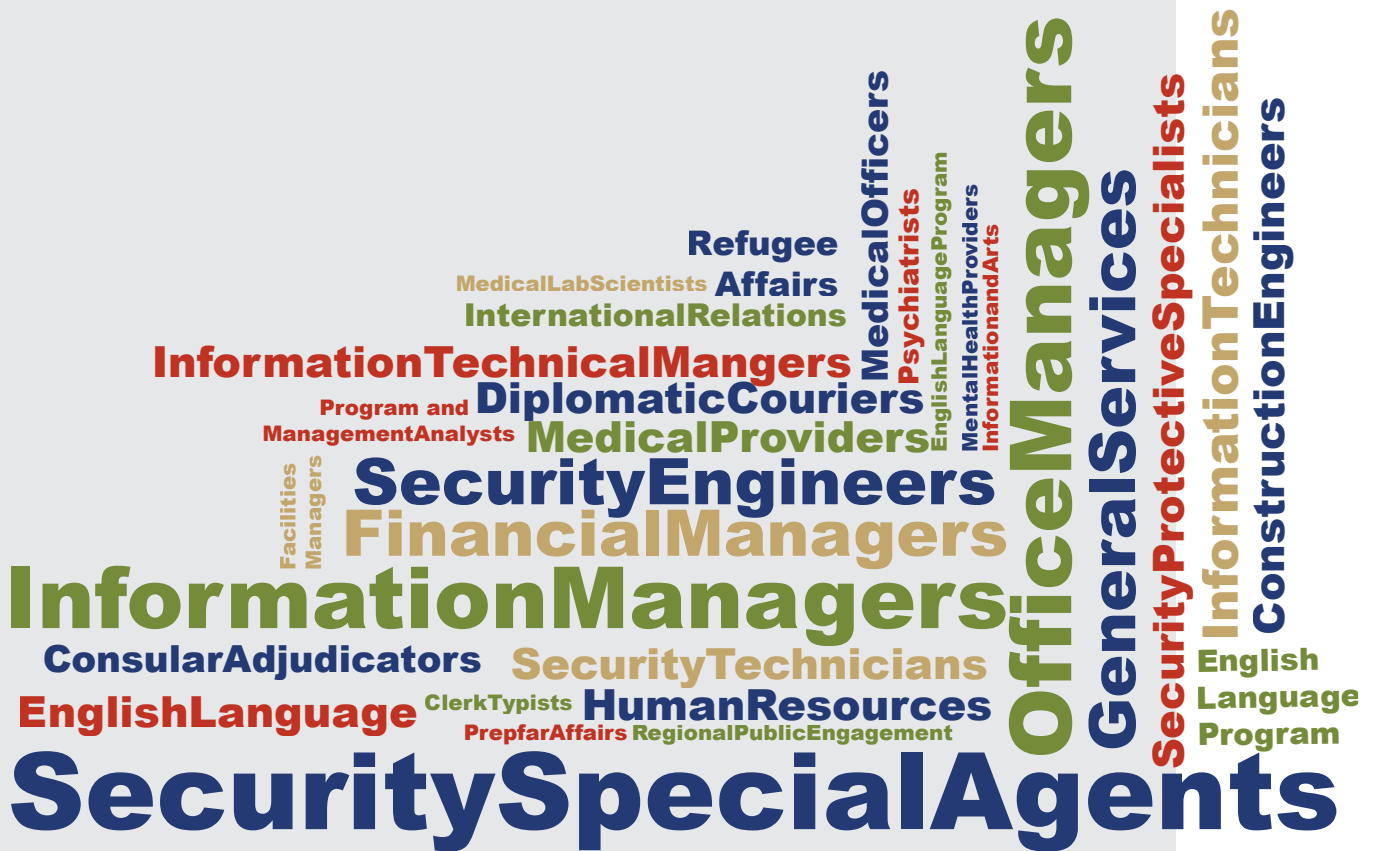 Refugee
Affairs
MedicalLabScientists
InternationalRelations
InformationTechnicalMangers
Program and
ManagementAnalysts
DiplomaticCouriers
MedicalProviders
Facilities
Managers
SecurityEngineers
FinancialManagers
InformationManagers
ConsularAdjudicators
SecurityTechnicians
EnglishLanguage
ClerkTypists
HumanResources
PrepfarAffairs
RegionalPublicEngagement
SecuritySpecialAgents
MedicalOfficers
Psychiatrists
EnglishLanguageProgram
MentalHealthProviders
InformationandArts
OfficeManagers
GeneralServices
SecurityProtectiveSpecialists
InformationTechnicians
ConstructionEngineers
English
Language
Program